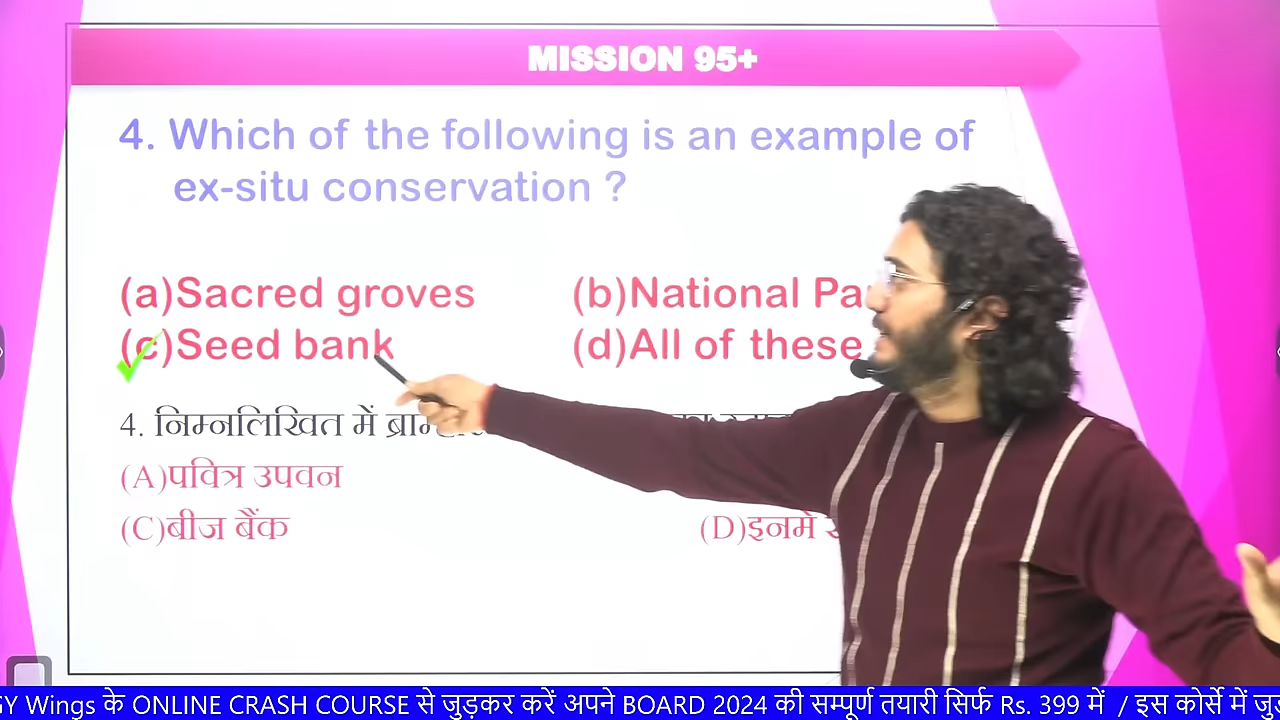 MISSION 95+
4. Which of the following is an example of
ex-situ conservation ?
(a)Sacred groves (b)National
(c)Seed bank (d)All of these
4. निम्नलिखित में
(A)पवित्र उपवन
(C)बीज बैंक (D)इनमें
Wings के ONLINE CRASH COURSE से जुड़कर करें अपने BOARD 2024 की सम्पूर्ण तयारी सिर्फ Rs. 399 में / इस कोर्से में